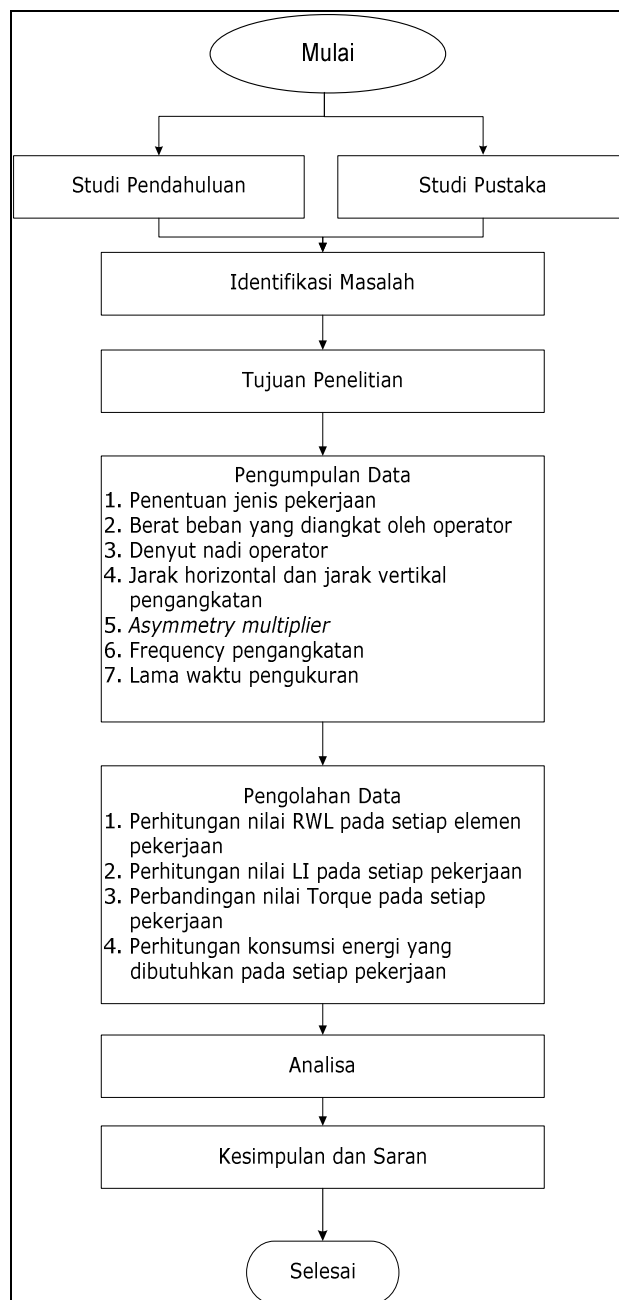 Mulai
Studi Pendahuluan
Studi Pustaka
Identifikasi Masalah
Tujuan Penelitian
Pengumpulan Data
1. Penentuan jenis pekerjaan
2. Berat beban yang diangkat oleh operator
3. Denyut nadi operator
4. Jarak horizontal dan jarak vertikal
pengangkatan
5. Asymmetry multiplier
6. Frequency pengangkatan
7. Lama waktu pengukuran
Pengolahan Data
1. Perhitungan nilai RWL pada setiap elemen
pekerjaan
2. Perhitungan nilai LI pada setiap pekerjaan
3. Perbandingan nilai Torque pada setiap
pekerjaan
4. Perhitungan konsumsi energi yang
dibutuhkan pada setiap pekerjaan
Analisa
Kesimpulan dan Saran
Selesai